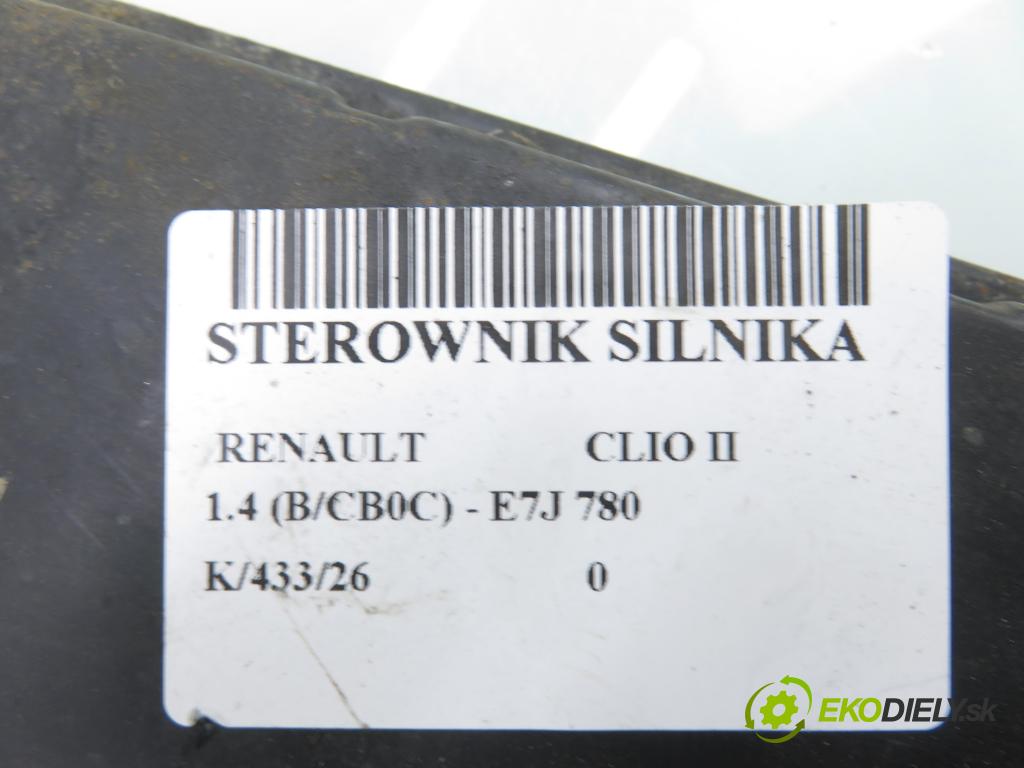 STEROWNIK SILNIKA
RENAULT CLIO II
1.4 (B/CB0C) - E7J 780
K/433/26 0
EKODIELY.sk